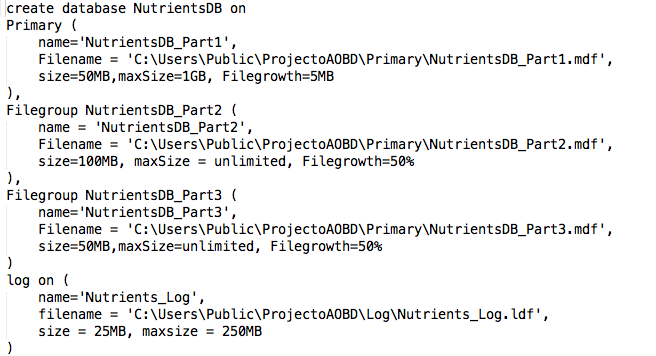 create database NutrientsDB on
Primary (
    name='NutrientsDB_Part1',
    Filename = 'C:\Users\Public\ProjectoAOBD\Primary\NutrientsDB_Part1.mdf',
    size=50MB,maxSize=1GB, Filegrowth=5MB
),
Filegroup NutrientsDB_Part2 (
    name = 'NutrientsDB_Part2',
    Filename = 'C:\Users\Public\ProjectoAOBD\Primary\NutrientsDB_Part2.mdf',
    size=100MB, maxSize = unlimited, Filegrowth=50%
),
Filegroup NutrientsDB_Part3 (
    name='NutrientsDB_Part3',
    Filename = 'C:\Users\Public\ProjectoAOBD\Primary\NutrientsDB_Part3.mdf',
    size=50MB,maxSize=unlimited, Filegrowth=50%
)
log on (
    name='Nutrients_Log',
    filename = 'C:\Users\Public\ProjectoAOBD\Log\Nutrients_Log.ldf',
    size = 25MB, maxsize = 250MB
)